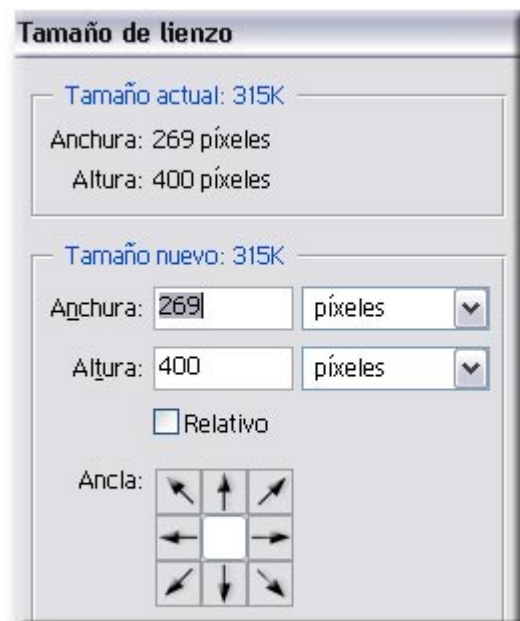 Tamaño de lienzo
Tamaño actual: 315K
Anchura: 269 píxeles
Altura: 400 píxeles
Tamaño nuevo: 315K
Anchura: 269 píxeles
Altura: 400 píxeles
Relativo
Ancla: